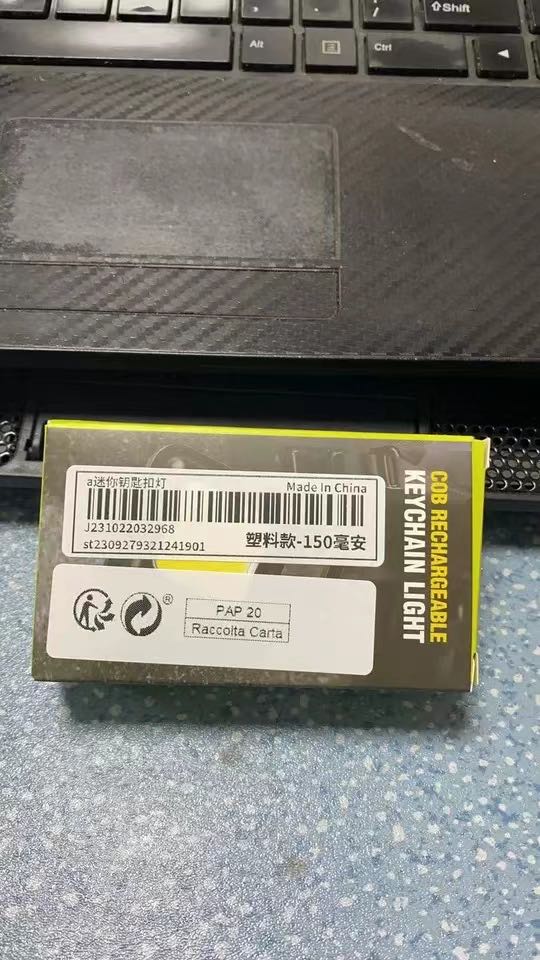 ⇧Shift
Alt
Ctrl
a迷你钥匙扣灯
Made In China
J231022032968
st2309279321241901
塑料款-150毫安
COB RECHARGEABLE
KEYCHAIN LIGHT
®
PAP 20
Raccolta Carta